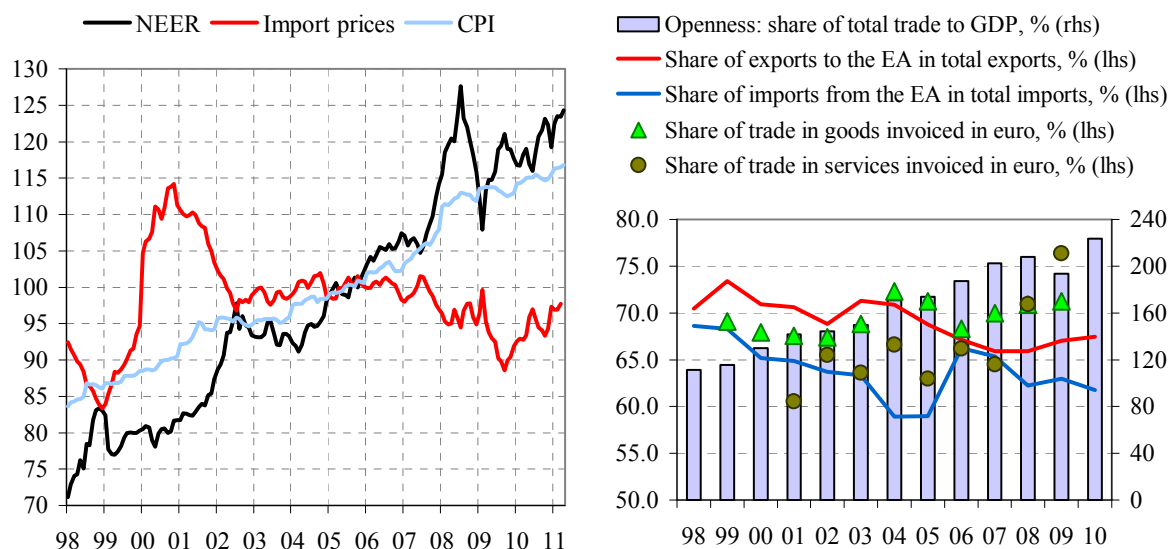 NEER Import prices CPI
130
125
120
115
110
105
100
95
90
85
80
75
70
98 99 00 01 02 03 04 05 06 07 08 09 10 11
Openness: share of total trade to GDP, % (rhs)
Share of exports to the EA in total exports, % (lhs)
Share of imports from the EA in total imports, % (lhs)
Share of trade in goods invoiced in euro, % (lhs)
Share of trade in services invoiced in euro, % (lhs)
80.0 240
75.0 200
70.0 160
65.0 120
60.0 80
55.0 40
50.0 0
98 99 00 01 02 03 04 05 06 07 08 09 10